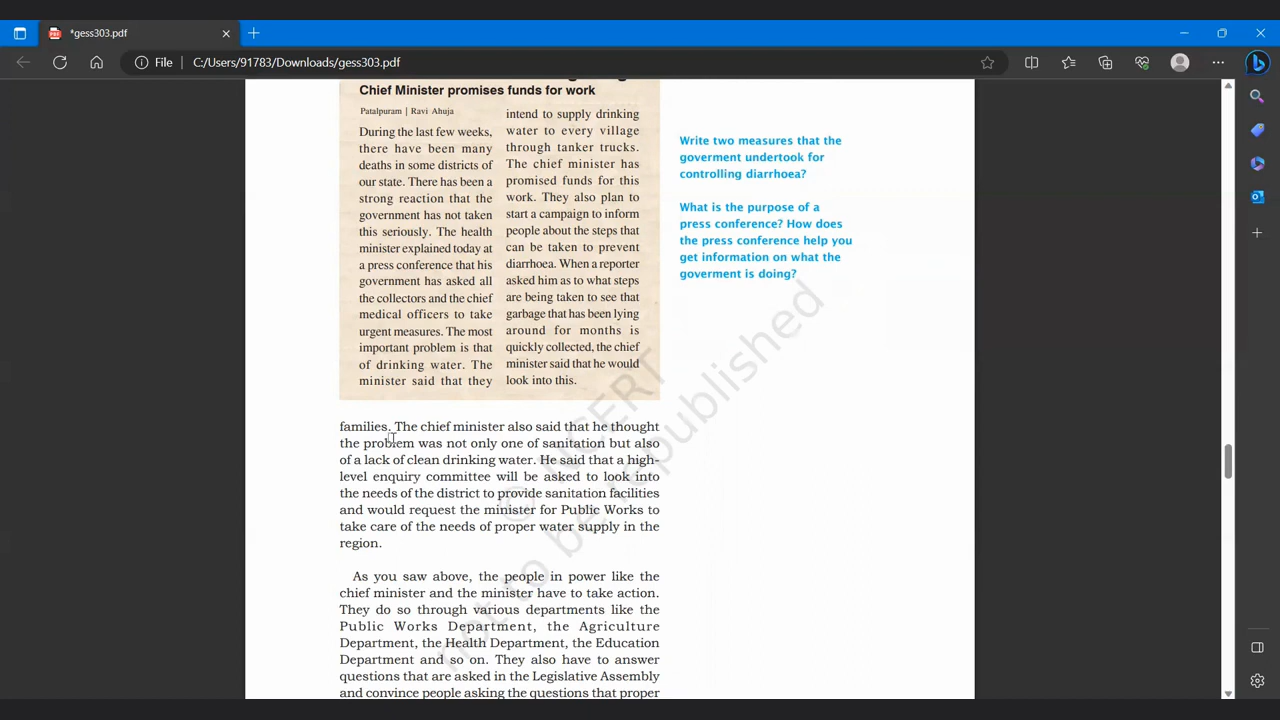 *gess303.pdf
File
C:/Users/91783/Downloads/gess303.pdf
Chief Minister promises funds for work
Patalpuram | Ravi Ahuja
During the last few weeks,
there have been many
deaths in some districts of
our state. There has been a
strong reaction that the
government has not taken
this seriously. The health
minister explained today at
a press conference that his
government has asked all
the collectors and the chief
medical officers to take
urgent measures. The most
important problem is that
of drinking water. The
minister said that they
intend to supply drinking
water to every village
through tanker trucks.
The chief minister has
promised funds for this
work. They also plan to
start a campaign to inform
people about the steps that
can be taken to prevent
diarrhoea. When a reporter
asked him as to what steps
are being taken to see that
garbage that has been lying
around for months is
quickly collected, the chief
minister said that he would
look into this.
Write two measures that the
goverment undertook for
controlling diarrhoea?
What is the purpose of a
press conference? How does
the press conference help you
get information on what the
goverment is doing?
families. The chief minister also said that he thought
the problem was not only one of sanitation but also
of a lack of clean drinking water. He said that a high-
level enquiry committee will be asked to look into
the needs of the district to provide sanitation facilities
and would request the minister for Public Works to
take care of the needs of proper water supply in the
region.
As you saw above, the people in power like the
chief minister and the minister have to take action.
They do so through various departments like the
Public Works Department, the Agriculture
Department, the Health Department, the Education
Department and so on. They also have to answer
questions that are asked in the Legislative Assembly
and convince people asking the questions that proper
© NCERT
not to be republished